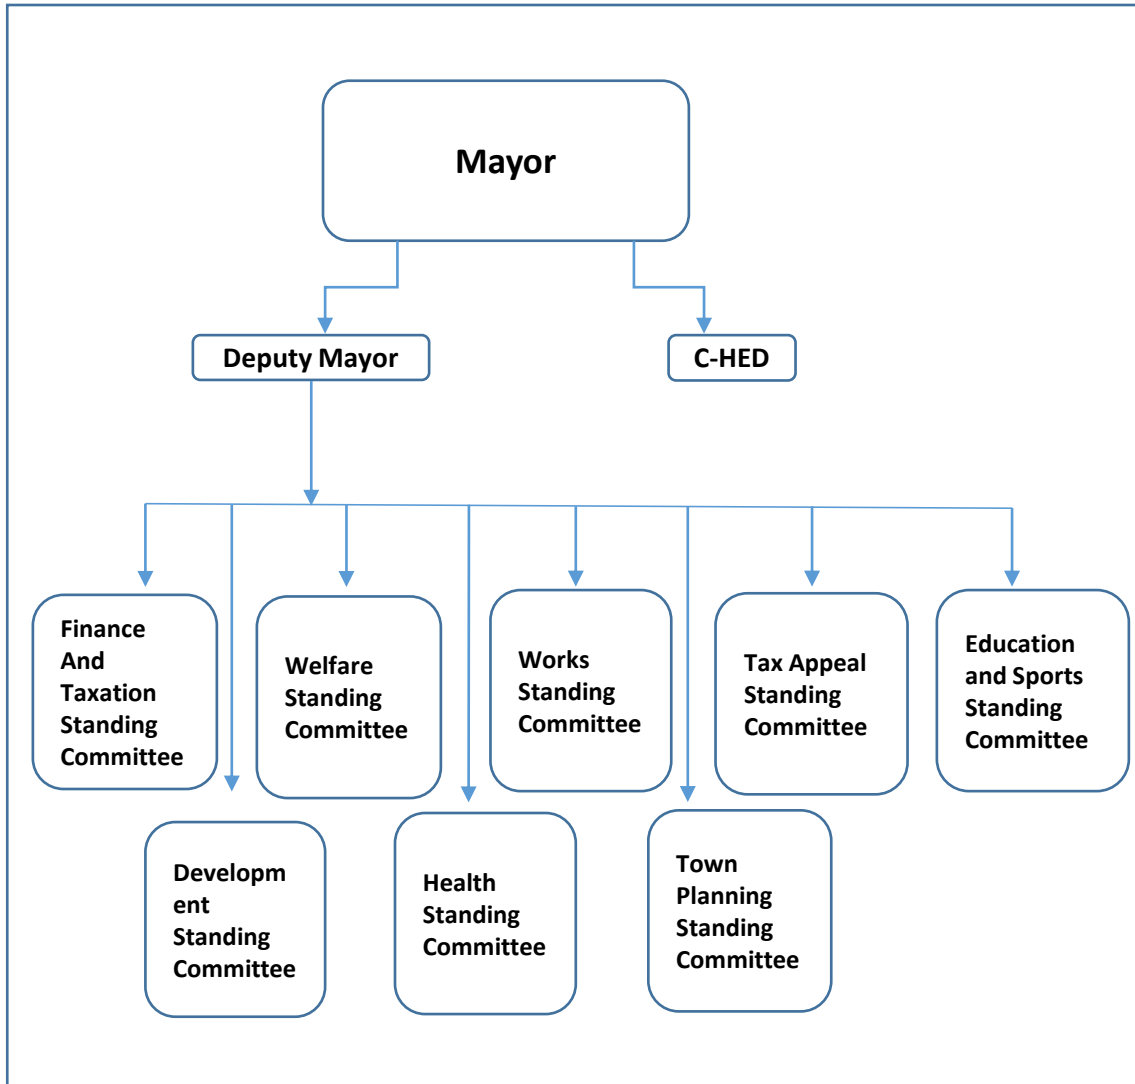 Mayor
Deputy Mayor
C-HED
Finance
And
Taxation
Standing
Committee
Welfare
Standing
Committee
Works
Standing
Committee
Tax Appeal
Standing
Committee
Education
and Sports
Standing
Committee
Developm
ent
Standing
Committee
Health
Standing
Committee
Town
Planning
Standing
Committee